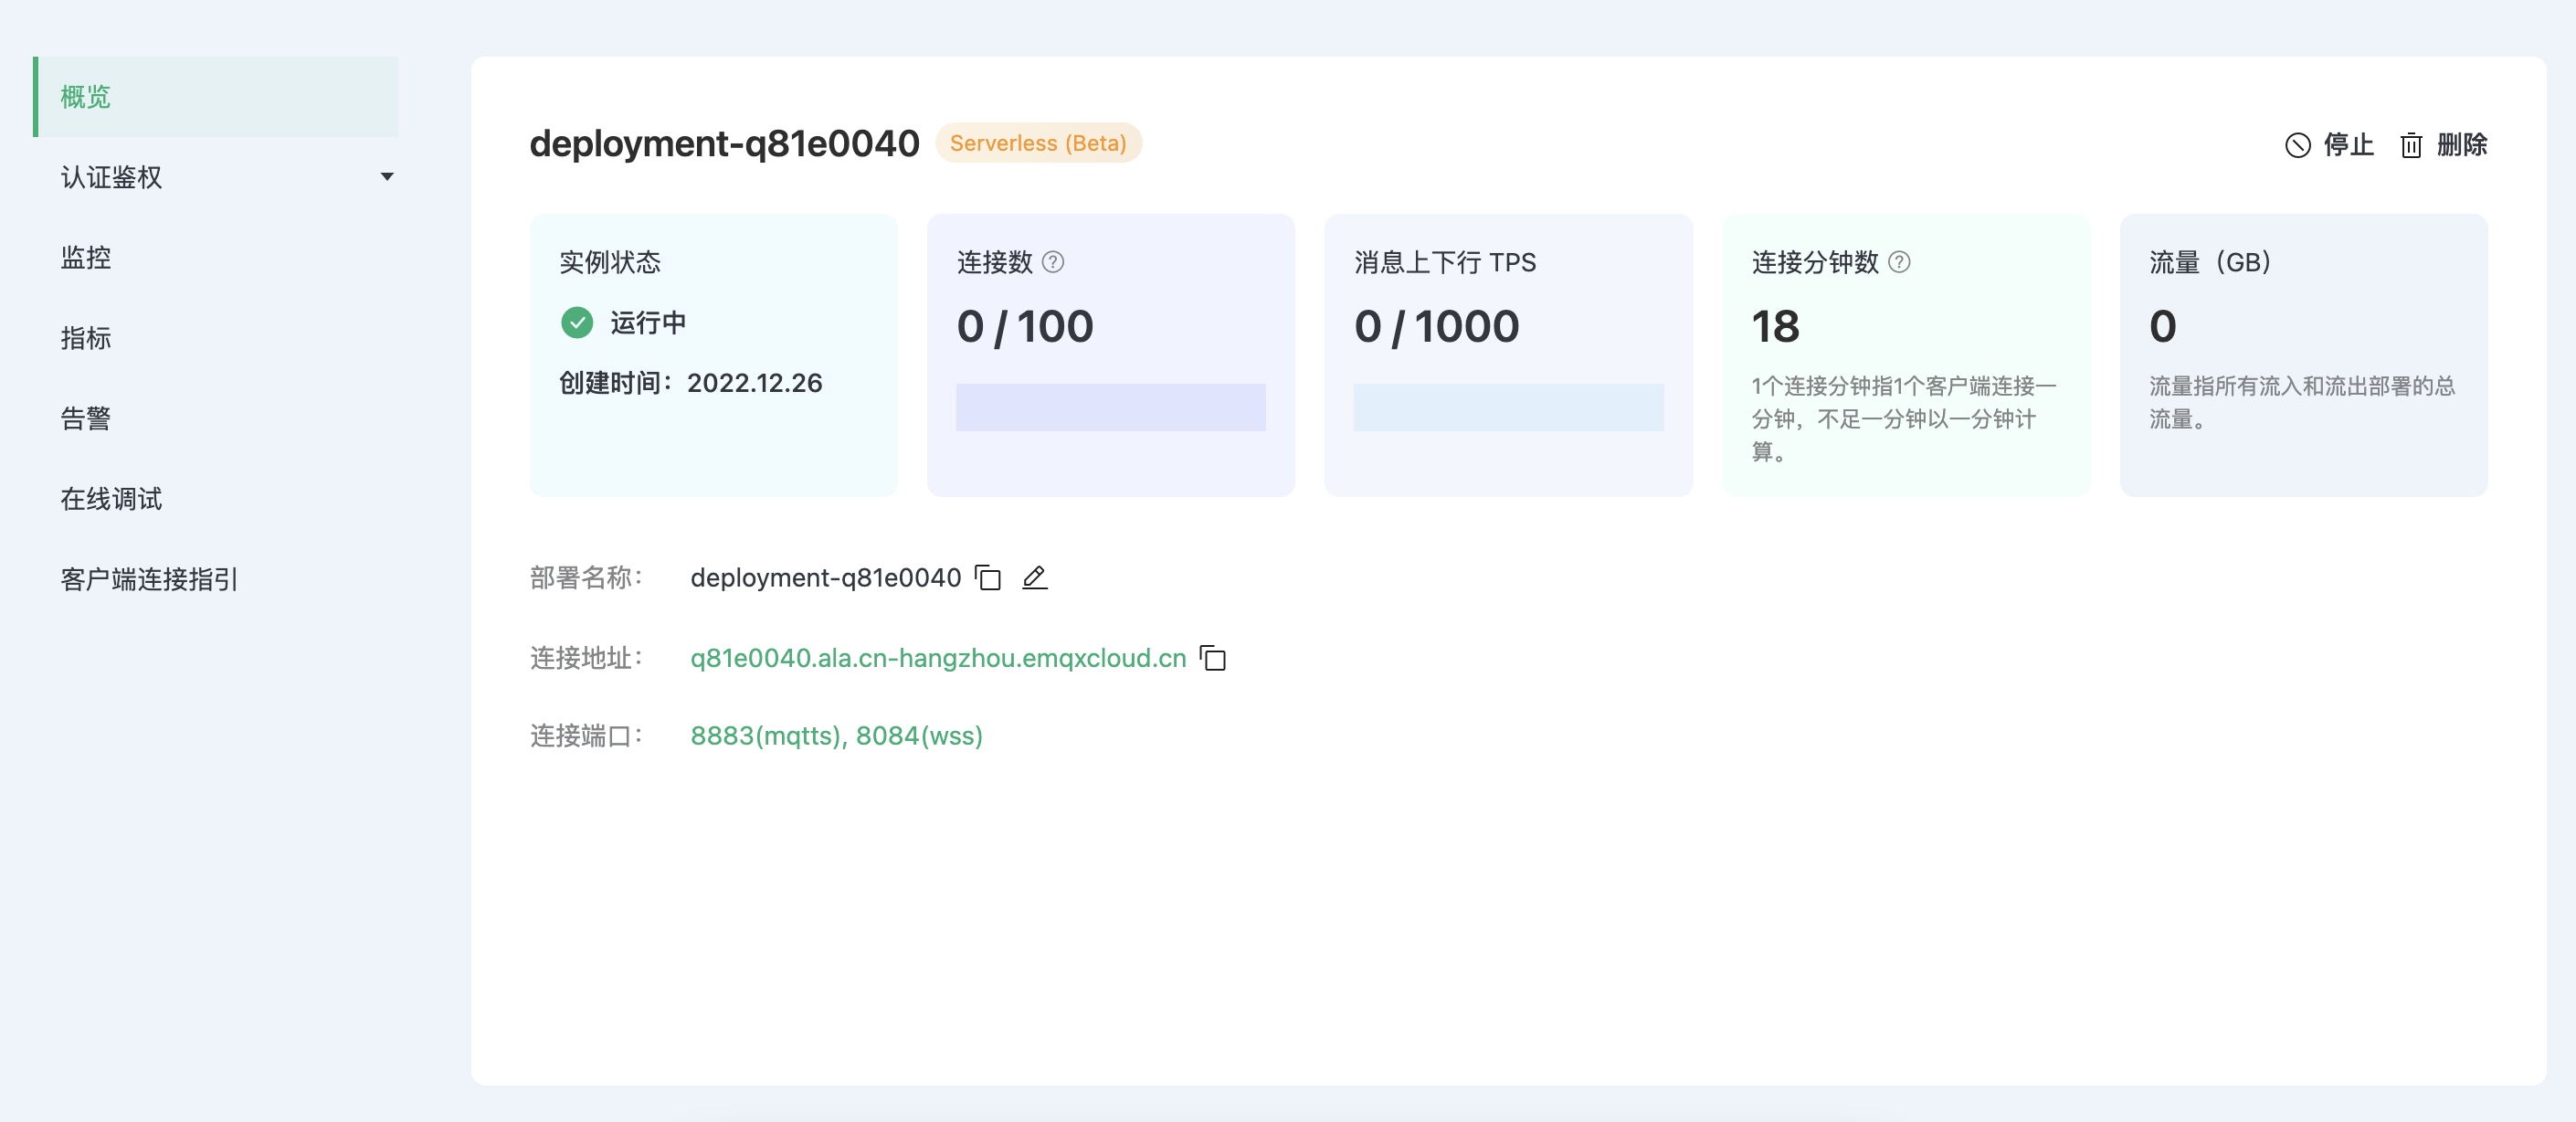 概览
认证鉴权
监控
指标
告警
在线调试
客户端连接指引
deployment-q81e0040 Serverless (Beta)
停止 删除
实例状态
运行中
创建时间：2022.12.26
连接数
0 / 100
消息上下行 TPS
0 / 1000
连接分钟数
18
1个连接分钟指1个客户端连接一
分钟，不足一分钟以一分钟计
算。
流量（GB）
0
流量指所有流入和流出部署的总
流量。
部署名称： deployment-q81e0040
连接地址： q81e0040.ala.cn-hangzhou.emqxcloud.cn
连接端口： 8883(mqtts), 8084(wss)